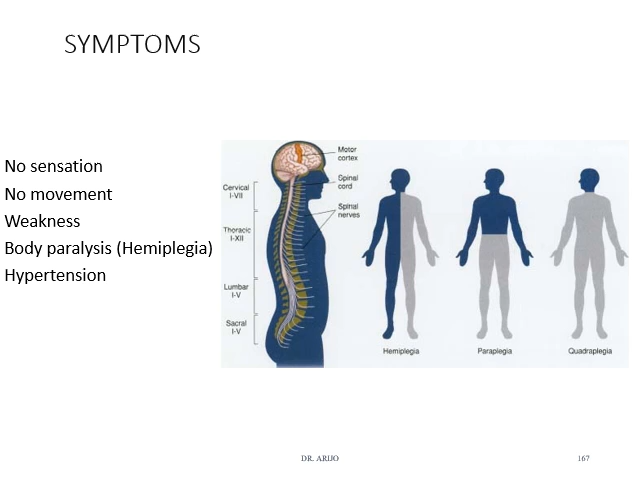 SYMPTOMS
No sensation
No movement
Weakness
Body paralysis (Hemiplegia)
Hypertension
Motor
cortex
Spinal
cord
Spinal
nerves
Cervical
I-VII
Thoracic
I-XII
Lumbar
I-V
Sacral
I-V
Hemiplegia
Paraplegia
Quadraplegia
DR. ARIJO
167